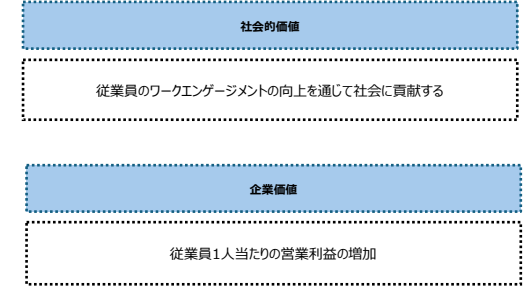 社会的価値
従業員のワークエンゲージメントの向上を通じて社会に貢献する
企業価値
従業員1人当たりの営業利益の増加